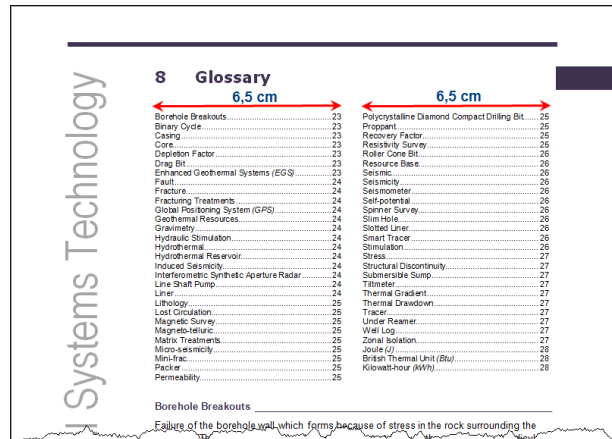 l Systems Technology
8 Glossary
6,5 cm
6,5 cm
Borehole Breakouts 23
Binary Cycle 23
Casing 23
Core 23
Depletion Factor 23
Drag Bit 23
Enhanced Geothermal Systems (EGS) 23
Fault 24
Fracture 24
Fracturing Treatments 24
Global Positioning System (GPS) 24
Geothermal Resources 24
Gravimetry 24
Hydraulic Stimulation 24
Hydrothermal 24
Hydrothermal Reservoir 24
Induced Seismicity 24
Interferometric Synthetic Aperture Radar 24
Line Shaft Pump 24
Liner 24
Lithology 25
Lost Circulation 25
Magnetic Survey 25
Magneto-telluric 25
Matrix Treatments 25
Micro-seismicity 25
Mini-frac 25
Packer 25
Permeability 25
Polycrystalline Diamond Compact Drilling Bit 25
Proppant 25
Recovery Factor 25
Resistivity Survey 25
Roller Cone Bit 26
Resource Base 26
Seismic 26
Seismicity 26
Seismometer 26
Self-potential 26
Spinner Survey 26
Slim Hole 26
Slotted Liner 26
Smart Tracer 26
Stimulation 26
Stress 27
Structural Discontinuity 27
Submersible Sump 27
Tiltmeter 27
Thermal Gradient 27
Thermal Drawdown 27
Tracer 27
Under Reamer 27
Well Log 27
Zonal Isolation 27
Joule (J) 28
British Thermal Unit (Btu) 28
Kilowatt-hour (kWh) 28
Borehole Breakouts
Failure of the borehole wall which forms because of stress in the rock surrounding the